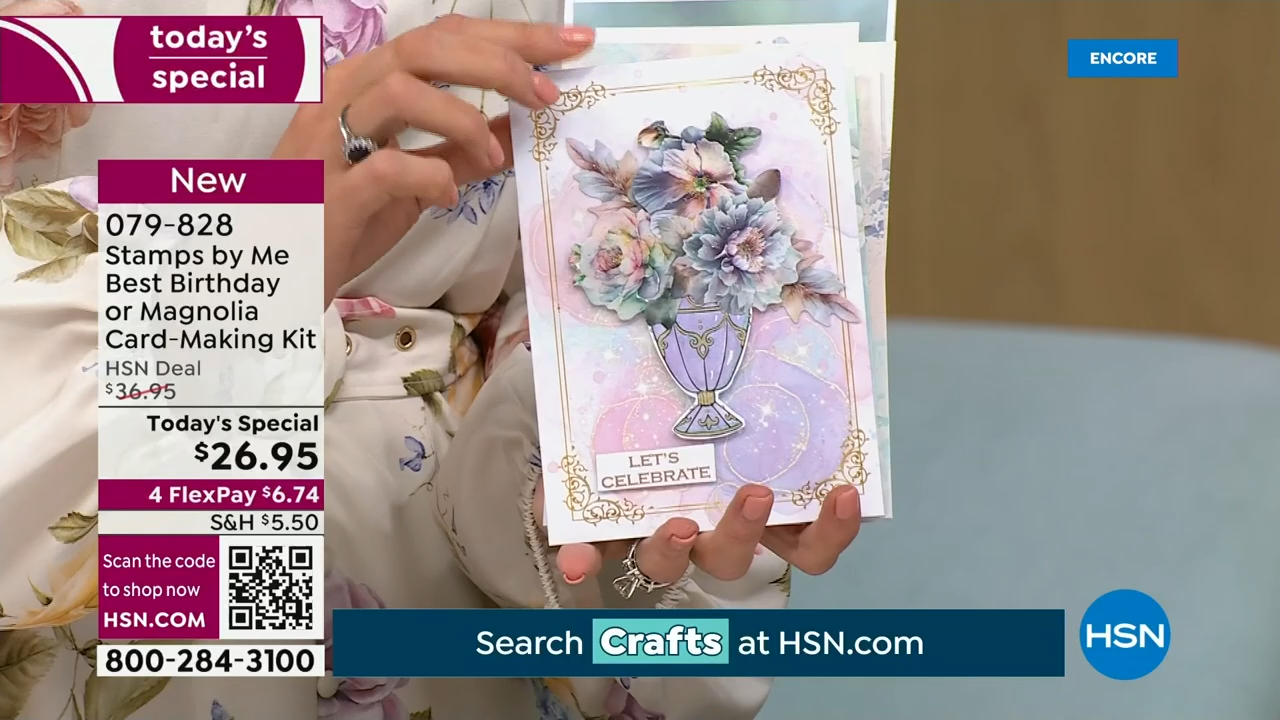 today's
special
New
079-828
Stamps by Me
Best Birthday
or Magnolia
Card-Making Kit
HSN Deal
$36.95
Today's Special
$26.95
4 FlexPay $6.74
S&H $5.50
Scan the code
to shop now
HSN.COM
800-284-3100
ENCORE
LET'S
CELEBRATE
Search Crafts at HSN.com
HSN